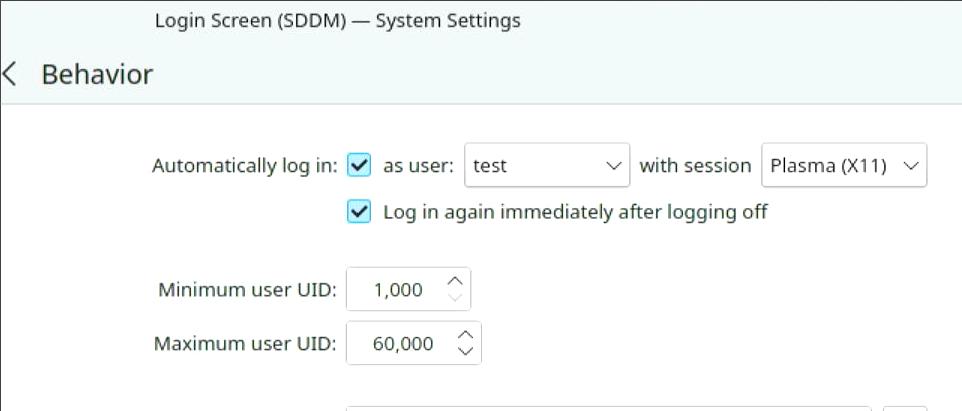 Login Screen (SDDM) — System Settings
Behavior
Automatically log in: as user: test with session Plasma (X11)
Log in again immediately after logging off
Minimum user UID: 1,000
Maximum user UID: 60,000